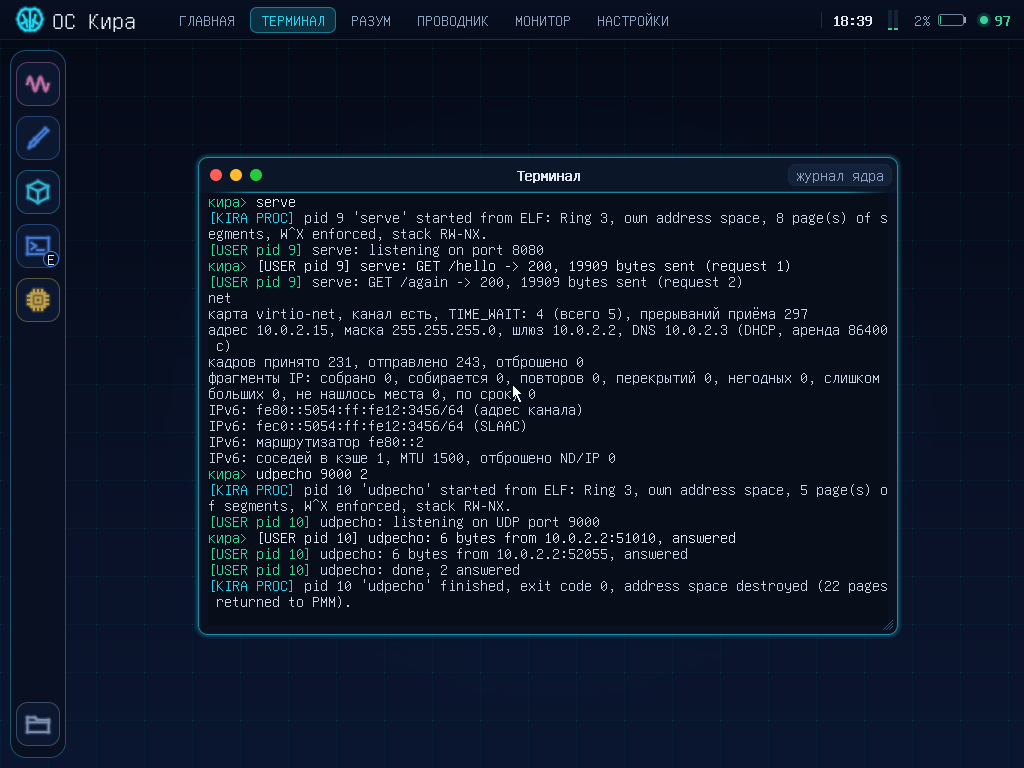 ОС Кира
ГЛАВНАЯ ТЕРМИНАЛ РАЗУМ ПРОВОДНИК МОНИТОР НАСТРОЙКИ
18:39 2% 97
Терминал
журнал ядра
кира> serve
[KIRA PROC] pid 9 'serve' started from ELF: Ring 3, own address space, 8 page(s) of s
egments, W^X enforced, stack RW-NX.
[USER pid 9] serve: listening on port 8080
кира> [USER pid 9] serve: GET /hello -> 200, 19909 bytes sent (request 1)
[USER pid 9] serve: GET /again -> 200, 19909 bytes sent (request 2)
net
карта virtio-net, канал есть, TIME_WAIT: 4 (всего 5), прерываний приёма 297
адрес 10.0.2.15, маска 255.255.255.0, шлюз 10.0.2.2, DNS 10.0.2.3 (DHCP, аренда 86400
с)
кадров принято 231, отправлено 243, отброшено 0
фрагменты IP: собрано 0, собирается 0, повторов 0, перекрытий 0, негодных 0, слишком
больших 0, не нашлось места 0, по срок 0
IPv6: fe80::5054:ff:fe12:3456/64 (адрес канала)
IPv6: fec0::5054:ff:fe12:3456/64 (SLAAC)
IPv6: маршрутизатор fe80::2
IPv6: соседей в кэше 1, MTU 1500, отброшено ND/IP 0
кира> udpecho 9000 2
[KIRA PROC] pid 10 'udpecho' started from ELF: Ring 3, own address space, 5 page(s) o
f segments, W^X enforced, stack RW-NX.
[USER pid 10] udpecho: listening on UDP port 9000
кира> [USER pid 10] udpecho: 6 bytes from 10.0.2.2:51010, answered
[USER pid 10] udpecho: 6 bytes from 10.0.2.2:52055, answered
[USER pid 10] udpecho: done, 2 answered
[KIRA PROC] pid 10 'udpecho' finished, exit code 0, address space destroyed (22 pages
returned to PMM).
E